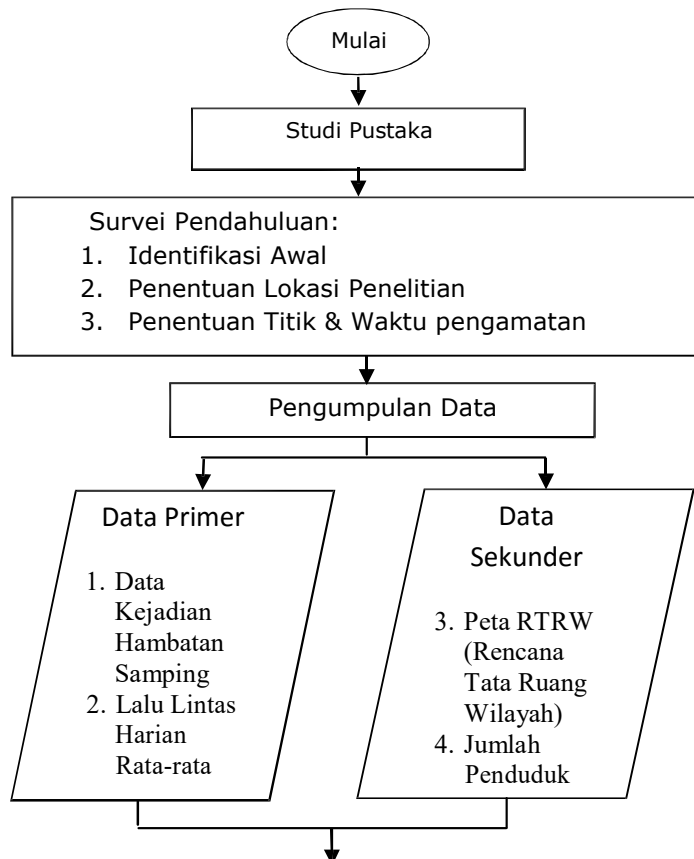 Mulai
Studi Pustaka
Survei Pendahuluan:
1. Identifikasi Awal
2. Penentuan Lokasi Penelitian
3. Penentuan Titik & Waktu pengamatan
Pengumpulan Data
Data Primer
1. Data
Kejadian
Hambatan
Samping
2. Lalu Lintas
Harian
Rata-rata
Data
Sekunder
3. Peta RTRW
(Rencana
Tata Ruang
Wilayah)
4. Jumlah
Penduduk